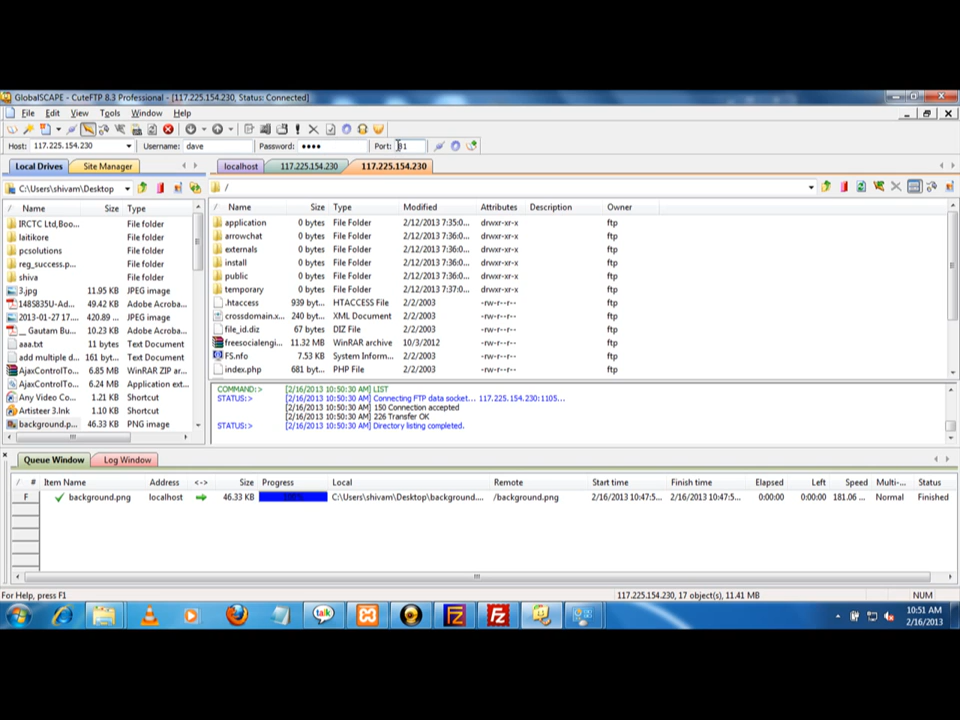 GlobalSCAPE - CuteFTP 8.3 Professional - [117.225.154.230, Status: Connected]
File Edit View Tools Window Help
Host: 117.225.154.230 Username: dave Password: •••• Port:
Local Drives Site Manager localhost 117.225.154.230 117.225.154.230
C:\Users\shivam\Desktop /
/ Name Size Type / Name Size Type Modified Attributes Description Owner
IRCTC Ltd,Boo... File folder application 0 bytes File Folder 2/12/2013 7:35:0... drwxr-xr-x ftp
laitikore File folder arrowchat 0 bytes File Folder 2/12/2013 7:36:0... drwxr-xr-x ftp
pcsolutions File folder externals 0 bytes File Folder 2/12/2013 7:36:0... drwxr-xr-x ftp
reg_success.p... File folder install 0 bytes File Folder 2/12/2013 7:36:0... drwxr-xr-x ftp
shiva File folder public 0 bytes File Folder 2/12/2013 7:36:0... drwxr-xr-x ftp
3.jpg 11.95 KB JPEG image temporary 0 bytes File Folder 2/12/2013 7:37:0... drwxr-xr-x ftp
148S835U-Ad... 49.42 KB Adobe Acroba... .htaccess 939 byt... HTACCESS File 2/2/2003 -rw-r--r-- ftp
2013-01-27 17.... 420.89 ... JPEG image crossdomain.x... 240 byt... XML Document 2/2/2003 -rw-r--r-- ftp
__ Gautam Bu... 10.23 KB Adobe Acroba... file_id.diz 67 bytes DIZ File 2/2/2003 -rw-r--r-- ftp
aaa.txt 11 bytes Text Document freesocialengi... 11.32 MB WinRAR archive 10/3/2012 -rw-r--r-- ftp
add multiple d... 161 byt... Text Document FS.nfo 7.53 KB System Inform... 2/2/2003 -rw-r--r-- ftp
AjaxControlTo... 6.85 MB WinRAR ZIP ar... index.php 681 byt... PHP File 2/2/2003 -rw-r--r-- ftp
AjaxControlTo... 6.24 MB Application ext...
Any Video Co... 1.21 KB Shortcut
Artisteer 3.lnk 1.10 KB Shortcut
background.p... 46.33 KB PNG image
COMMAND:> [2/16/2013 10:50:30 AM] LIST
STATUS:> [2/16/2013 10:50:30 AM] Connecting FTP data socket... 117.225.154.230:1105...
[2/16/2013 10:50:30 AM] 150 Connection accepted
[2/16/2013 10:50:30 AM] 226 Transfer OK
STATUS:> [2/16/2013 10:50:30 AM] Directory listing completed.
Queue Window Log Window
/ # Item Name Address <-> Size Progress Local Remote Start time Finish time Elapsed Left Speed Multi-... Status
F background.png localhost 46.33 KB 100% C:\Users\shivam\Desktop\background.... /background.png 2/16/2013 10:47:5... 2/16/2013 10:47:5... 0:00:00 0:00:00 181.06 ... Normal Finished
For Help, press F1 117.225.154.230, 17 object(s), 11.41 MB NUM
talk
10:51 AM
2/16/2013